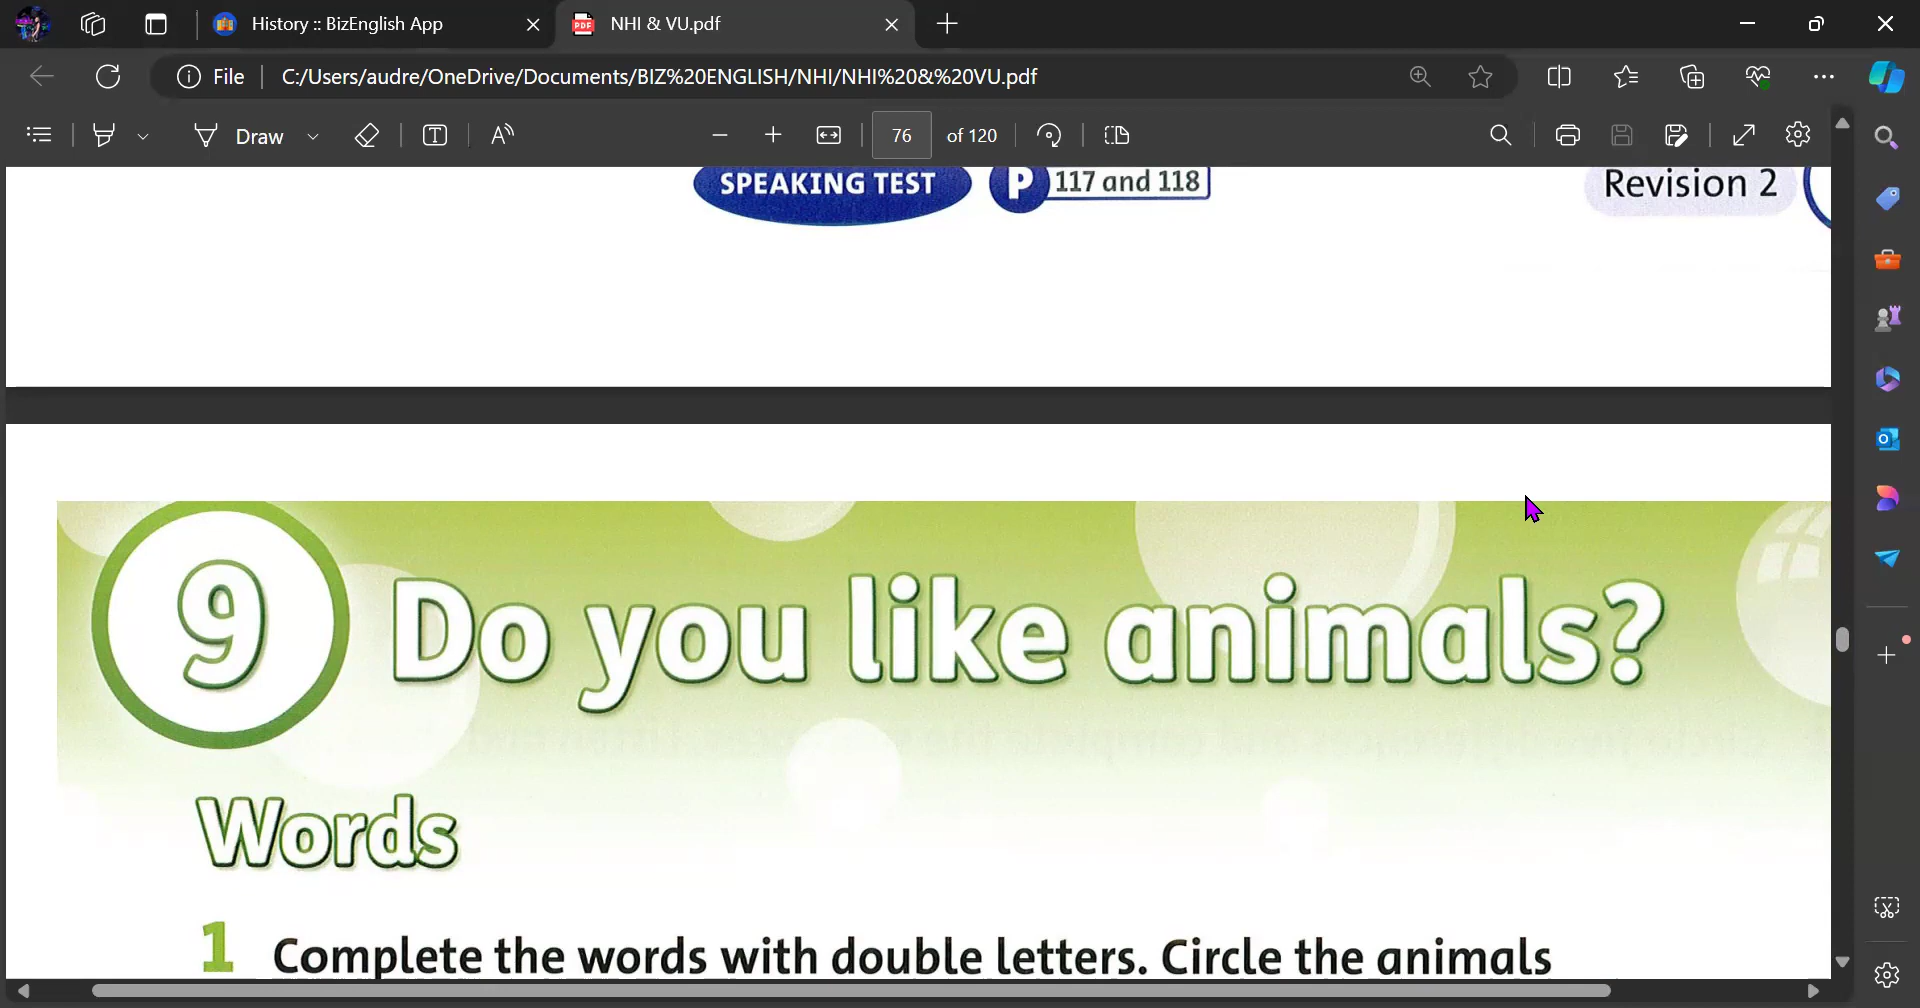 History :: BizEnglish App
NHI & VU.pdf
File
C:/Users/audre/OneDrive/Documents/BIZ%20ENGLISH/NHI/NHI%20&%20VU.pdf
Draw
76 of 120
SPEAKING TEST P 117 and 118
Revision 2
9 Do you like animals?
Words
1 Complete the words with double letters. Circle the animals